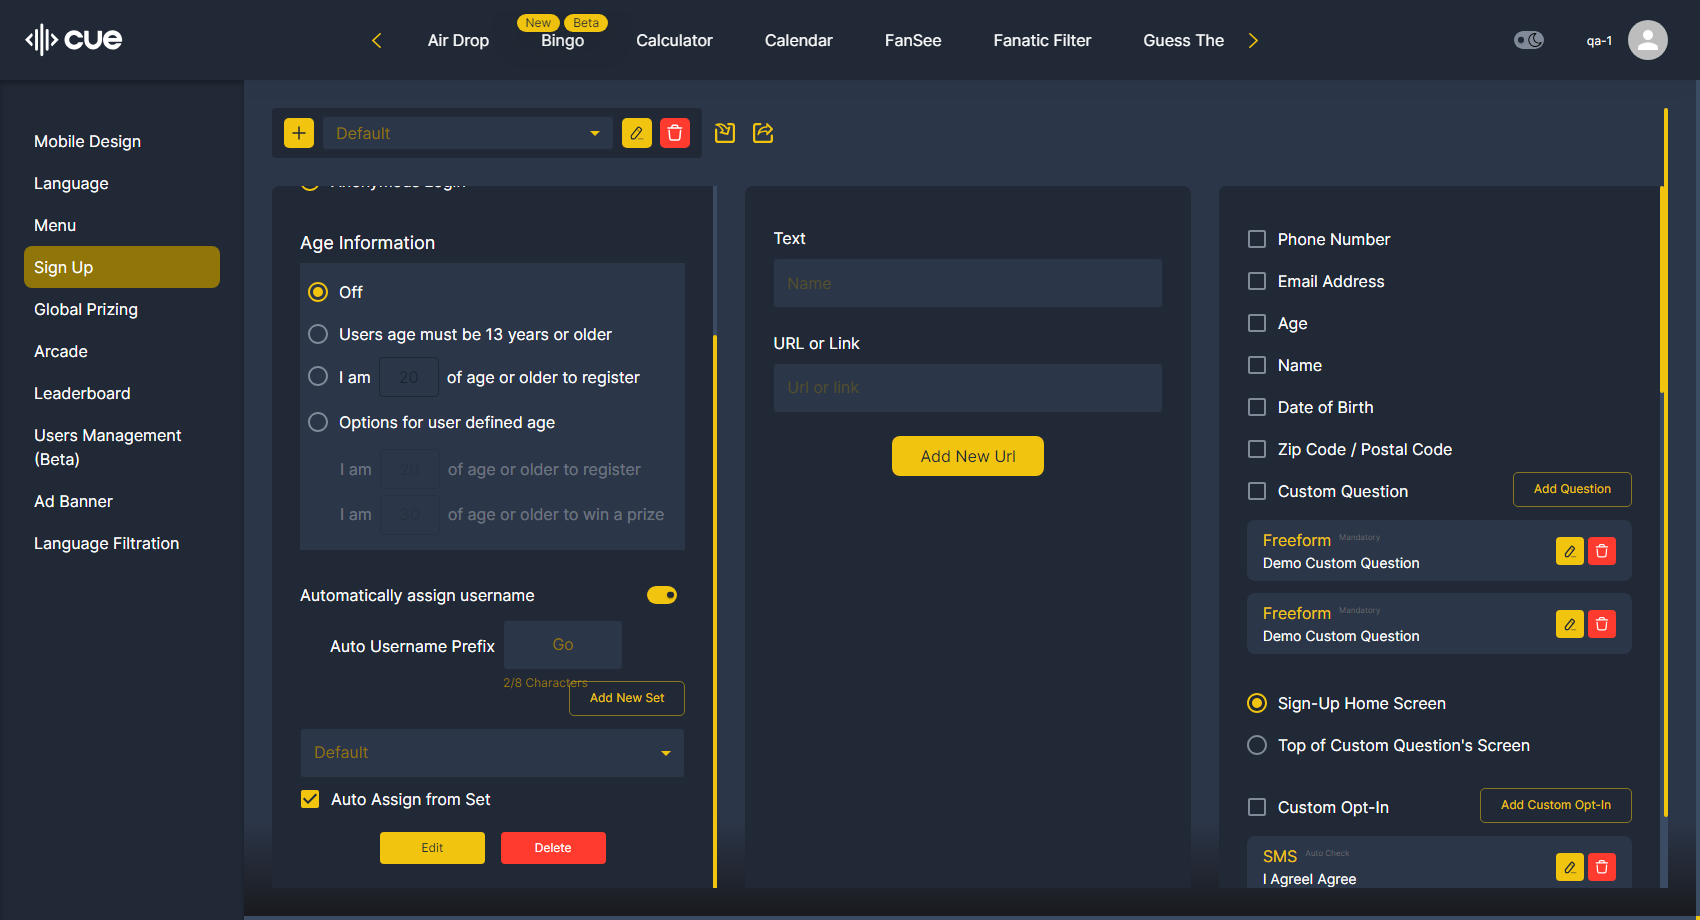 cue
Air Drop
New
Beta
Bingo
Calculator
Calendar
FanSee
Fanatic Filter
Guess The
qa-1
Mobile Design
Language
Menu
Sign Up
Global Prizing
Arcade
Leaderboard
Users Management
(Beta)
Ad Banner
Language Filtration
Default
Anonymous Login
Age Information
Off
Users age must be 13 years or older
I am 20 of age or older to register
Options for user defined age
I am 20 of age or older to register
I am 30 of age or older to win a prize
Automatically assign username
Auto Username Prefix Go
2/8 Characters
Add New Set
Default
Auto Assign from Set
Edit
Delete
Text
Name
URL or Link
Url or link
Add New Url
Phone Number
Email Address
Age
Name
Date of Birth
Zip Code / Postal Code
Custom Question
Add Question
Freeform Mandatory
Demo Custom Question
Freeform Mandatory
Demo Custom Question
Sign-Up Home Screen
Top of Custom Question's Screen
Custom Opt-In
Add Custom Opt-In
SMS Auto Check
I AgreeI Agree